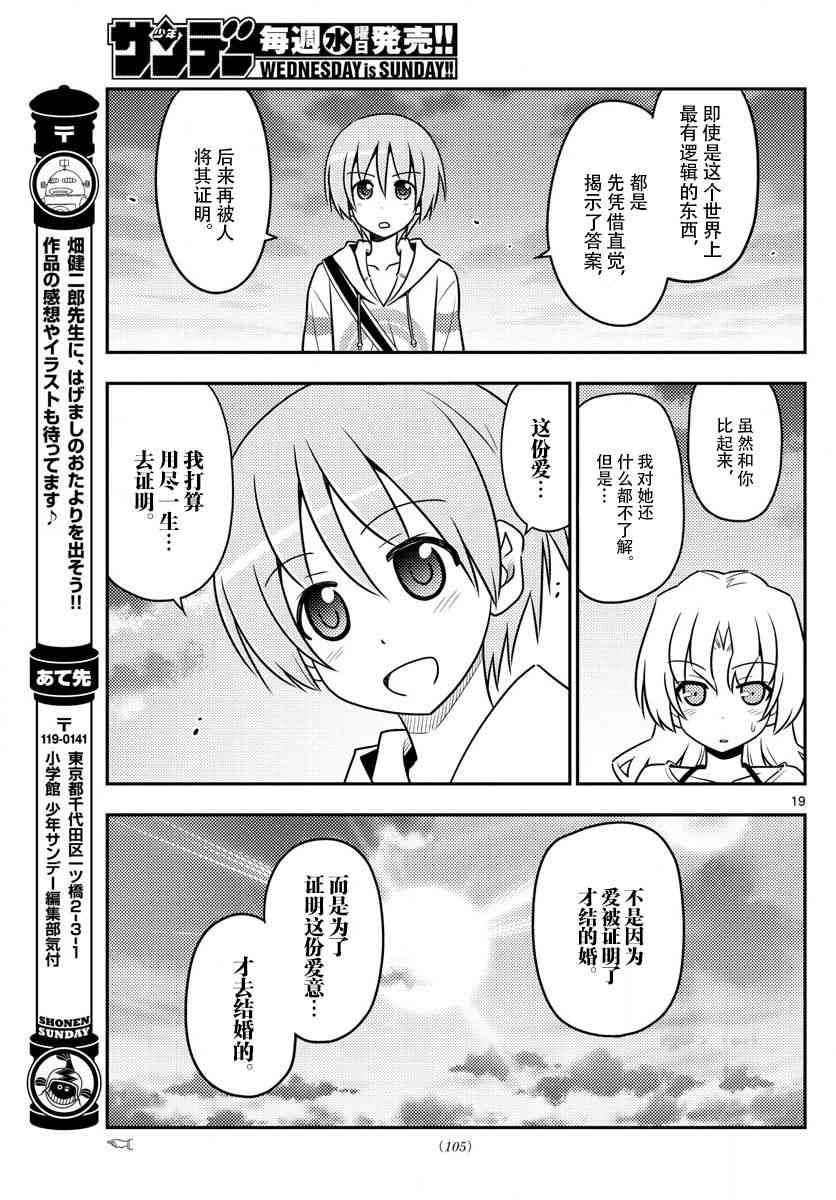 少年
サンデー 毎週水曜日発売!!
WEDNESDAY is SUNDAY!!
即使是这个世界上
最有逻辑的东西,
都是
先凭借直觉,
揭示了答案,
后来再被人
将其证明。
虽然和你
比起来,
我对她还
什么都不了解。
但是…
这份爱…
我打算
用尽一生…
去证明。
19
不是因为
爱被证明了
才结的婚。
而是为了
证明这份爱意…
才去结婚的。
〒
畑健二郎先生に、はげましのおたよりを出そう!!
作品の感想やイラストも待ってます♪
あて先
〒
119-0141
東京都千代田区一ツ橋2-3-1
小学館 少年サンデー編集部気付
SHONEN
SUNDAY
(105)